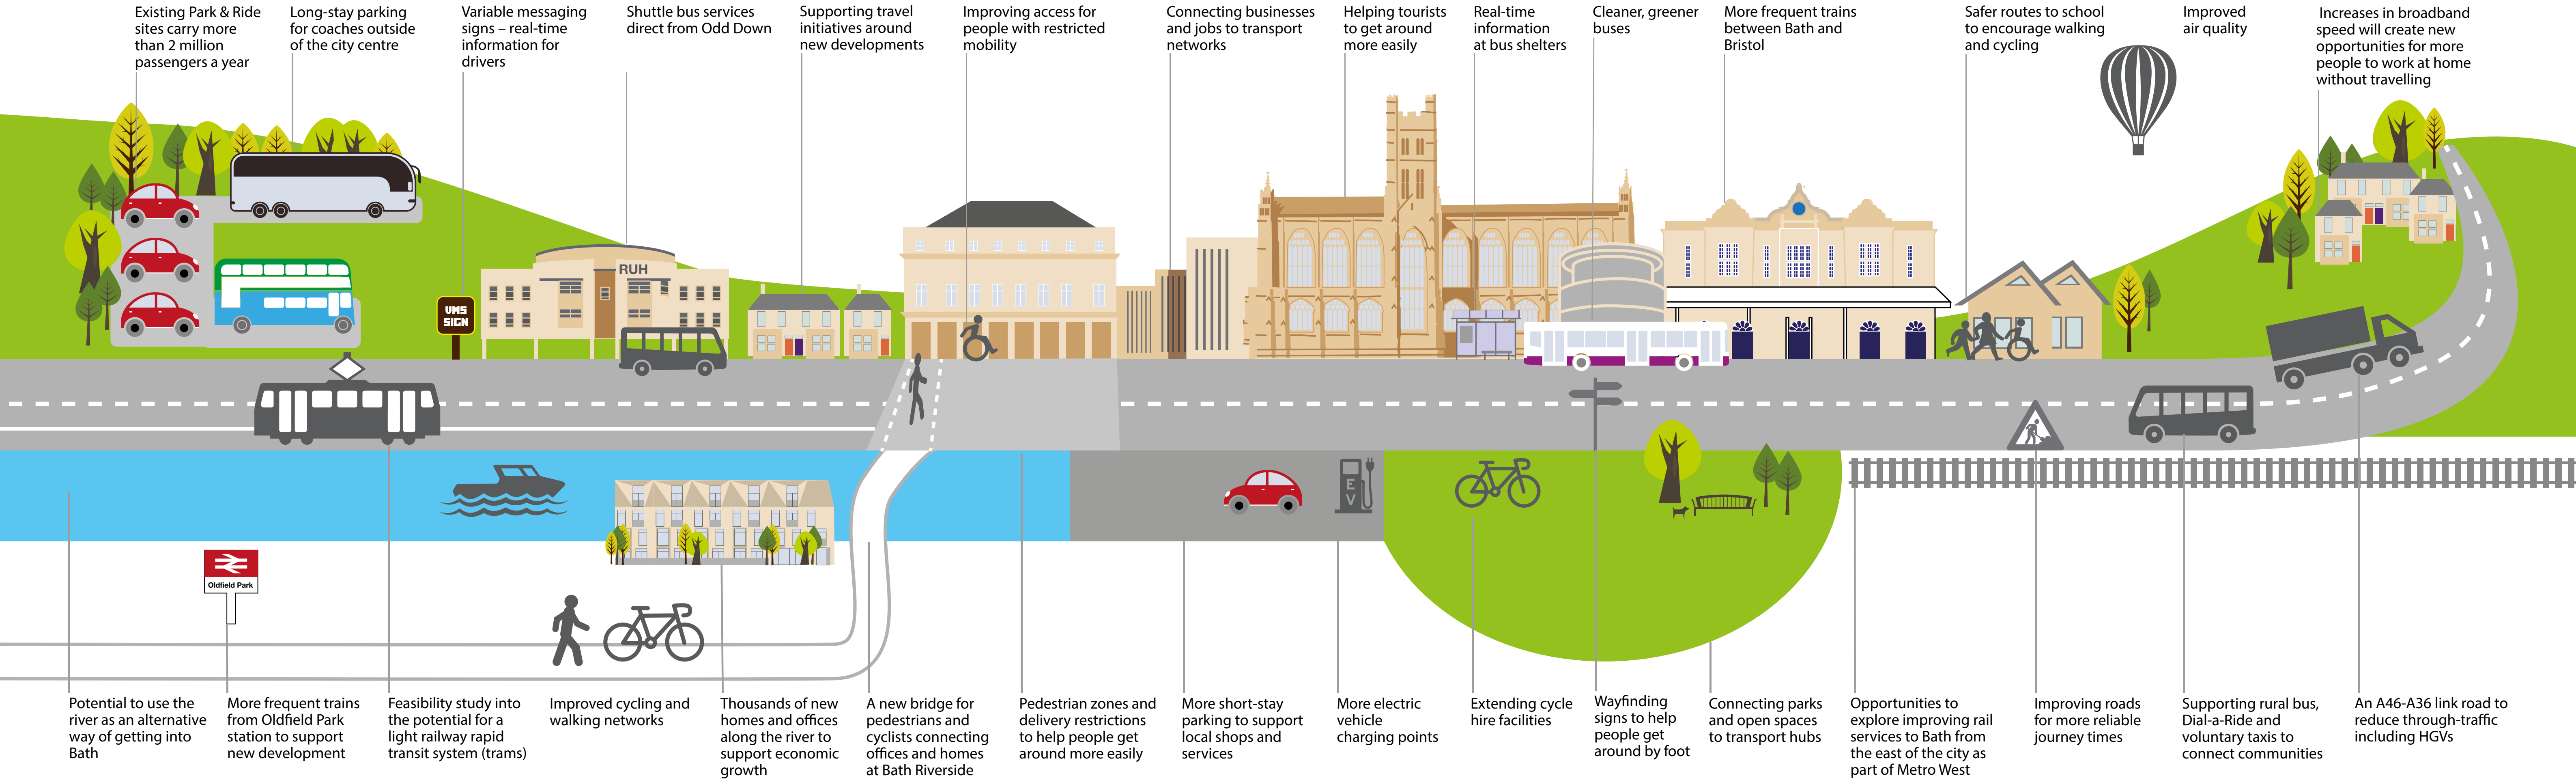 Existing Park & Ride
sites carry more
than 2 million
passengers a year
Long-stay parking
for coaches outside
of the city centre
Variable messaging
signs – real-time
information for
drivers
Shuttle bus services
direct from Odd Down
Supporting travel
initiatives around
new developments
Improving access for
people with restricted
mobility
Connecting businesses
and jobs to transport
networks
Helping tourists
to get around
more easily
Real-time
information
at bus shelters
Cleaner, greener
buses
More frequent trains
between Bath and
Bristol
Safer routes to school
to encourage walking
and cycling
Improved
air quality
Increases in broadband
speed will create new
opportunities for more
people to work at home
without travelling
RUH
VMS
SIGN
E
V
Oldfield Park
Potential to use the
river as an alternative
way of getting into
Bath
More frequent trains
from Oldfield Park
station to support
new development
Feasibility study into
the potential for a
light railway rapid
transit system (trams)
Improved cycling and
walking networks
Thousands of new
homes and offices
along the river to
support economic
growth
A new bridge for
pedestrians and
cyclists connecting
offices and homes
at Bath Riverside
Pedestrian zones and
delivery restrictions
to help people get
around more easily
More short-stay
parking to support
local shops and
services
More electric
vehicle
charging points
Extending cycle
hire facilities
Wayfinding
signs to help
people get
around by foot
Connecting parks
and open spaces
to transport hubs
Opportunities to
explore improving rail
services to Bath from
the east of the city as
part of Metro West
Improving roads
for more reliable
journey times
Supporting rural bus,
Dial-a-Ride and
voluntary taxis to
connect communities
An A46-A36 link road to
reduce through-traffic
including HGVs